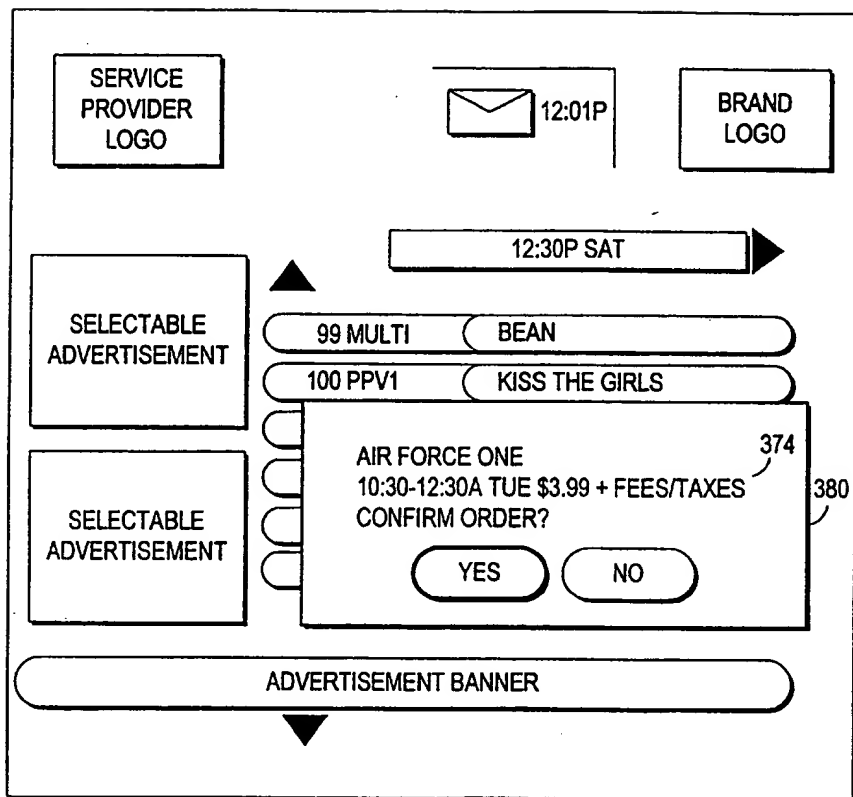 SERVICE
PROVIDER
LOGO
12:01P
BRAND
LOGO
12:30P SAT
SELECTABLE
ADVERTISEMENT
99 MULTI BEAN
100 PPV1 KISS THE GIRLS
AIR FORCE ONE 374
10:30-12:30A TUE $3.99 + FEES/TAXES 380
CONFIRM ORDER?
YES NO
SELECTABLE
ADVERTISEMENT
ADVERTISEMENT BANNER